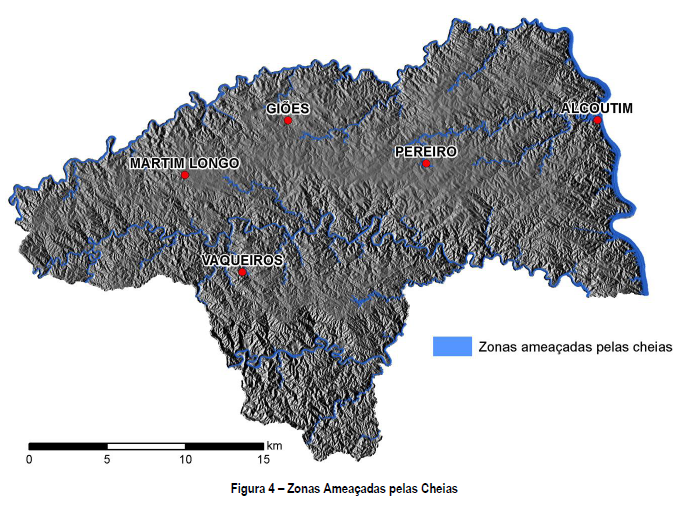 GIÕES
ALCOUTIM
PEREIRO
MARTIM LONGO
VAQUEIROS
Zonas ameaçadas pelas cheias
km
0 5 10 15
Figura 4 – Zonas Ameaçadas pelas Cheias